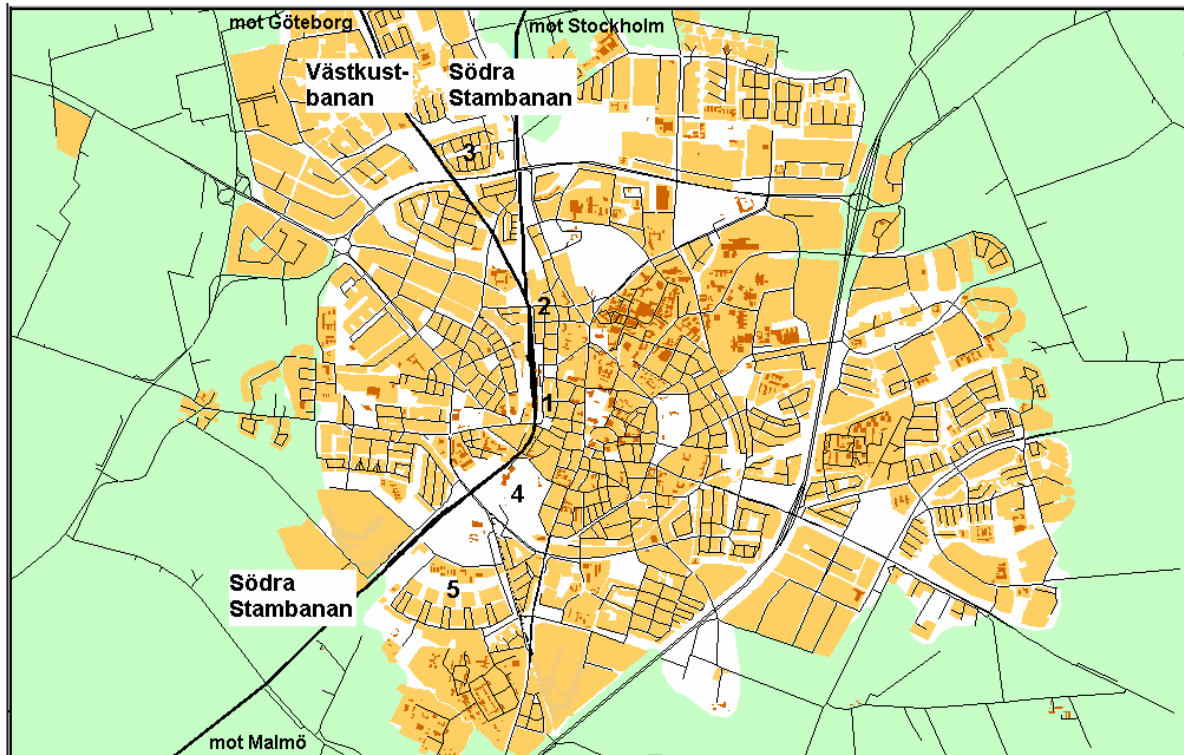 mot Göteborg
mot Stockholm
Västkust-
banan
Södra
Stambanan
3
2
1
4
Södra
Stambanan
5
mot Malmö